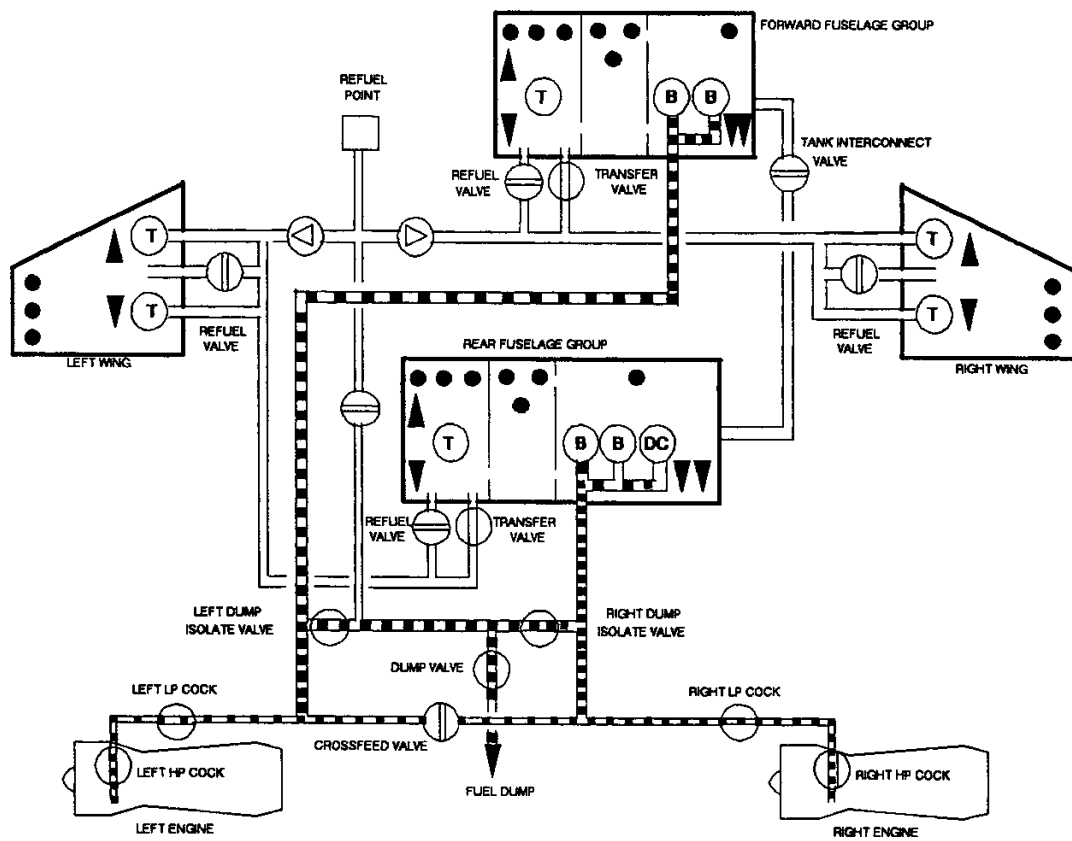 FORWARD FUSELAGE GROUP
REFUEL
POINT
T
B
B
TANK INTERCONNECT
VALVE
REFUEL
VALVE
TRANSFER
VALVE
T
T
T
T
REFUEL
VALVE
LEFT WING
REFUEL
VALVE
RIGHT WING
REAR FUSELAGE GROUP
T
B
B
DC
REFUEL
VALVE
TRANSFER
VALVE
LEFT DUMP
ISOLATE VALVE
RIGHT DUMP
ISOLATE VALVE
DUMP VALVE
LEFT LP COCK
RIGHT LP COCK
CROSSFEED VALVE
LEFT HP COCK
RIGHT HP COCK
FUEL DUMP
LEFT ENGINE
RIGHT ENGINE